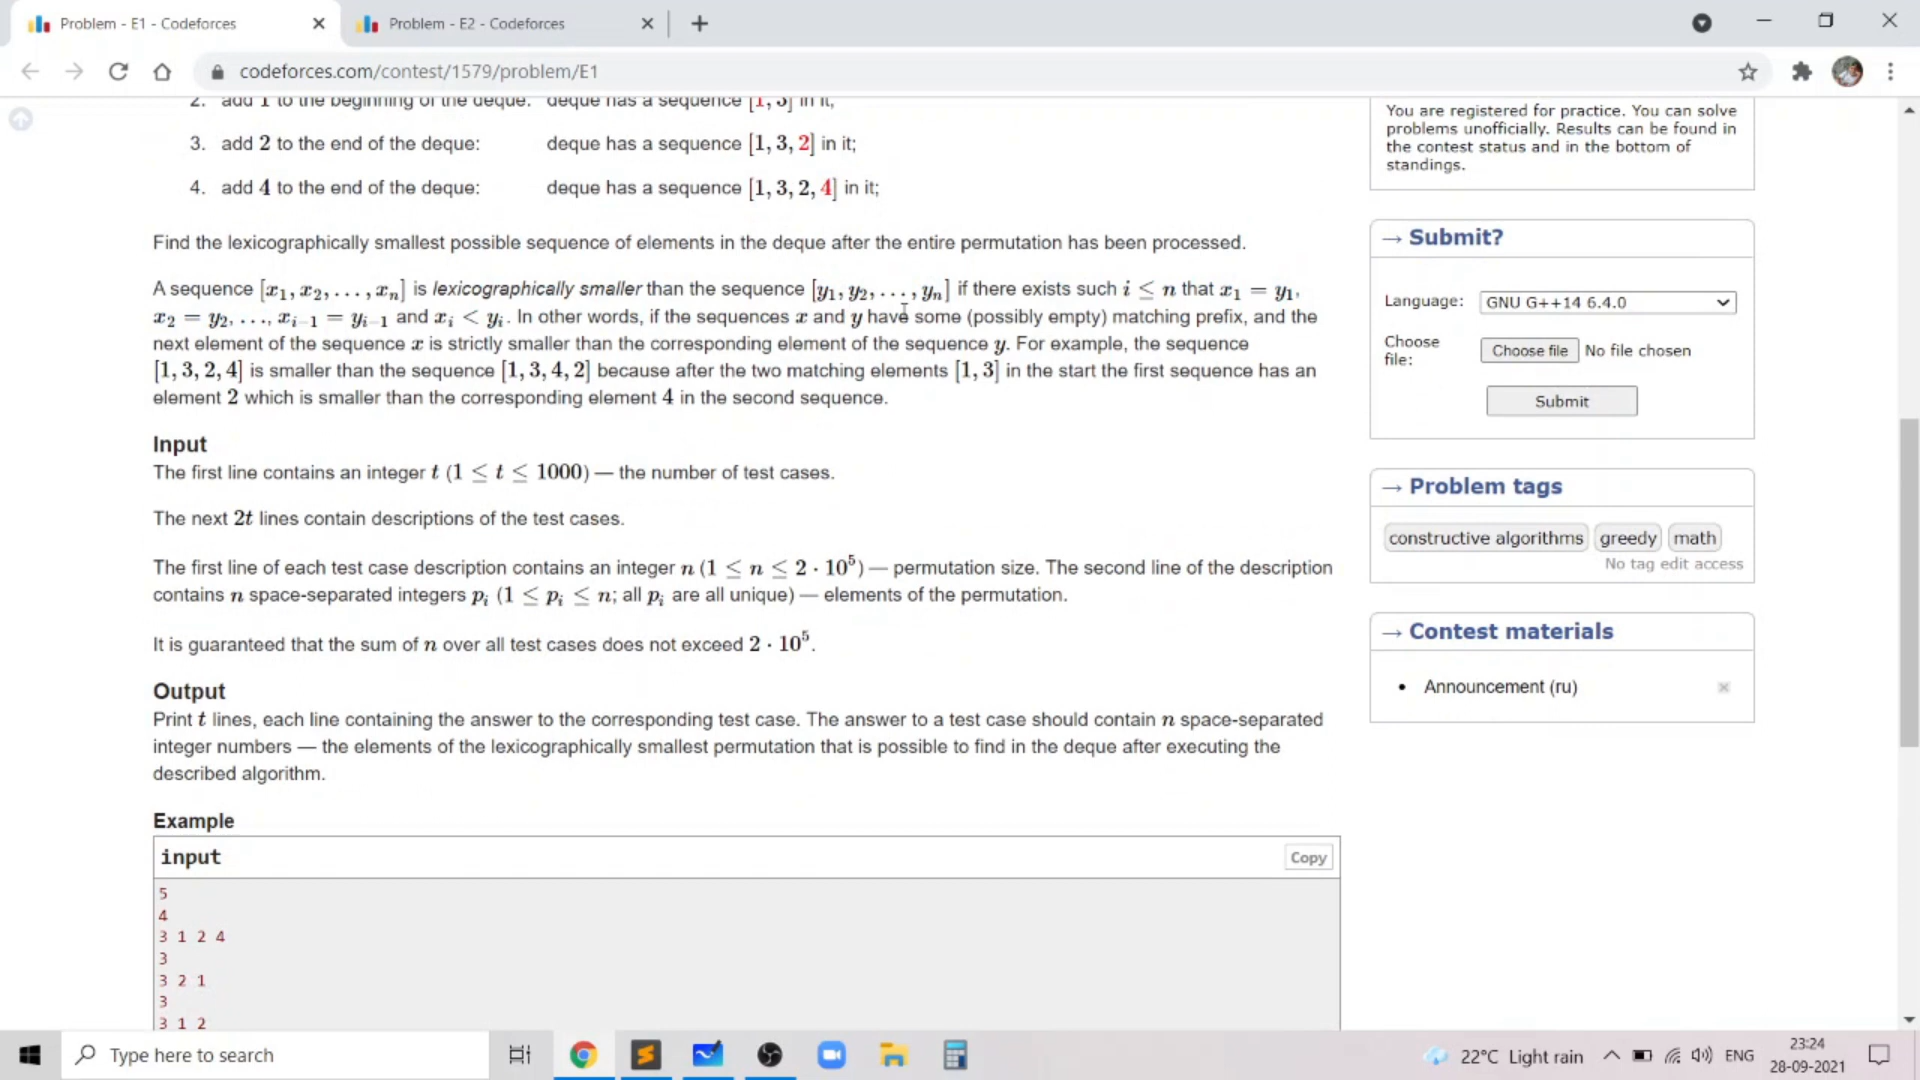 Problem - E1 - Codeforces
Problem - E2 - Codeforces
codeforces.com/contest/1579/problem/E1
2. add 1 to the beginning of the deque: deque has a sequence [1, 3] in it;
3. add 2 to the end of the deque: deque has a sequence [1, 3, 2] in it;
4. add 4 to the end of the deque: deque has a sequence [1, 3, 2, 4] in it;
Find the lexicographically smallest possible sequence of elements in the deque after the entire permutation has been processed.
A sequence [x₁, x₂, . . . , xₙ] is lexicographically smaller than the sequence [y₁, y₂, . . . , yₙ] if there exists such i ≤ n that x₁ = y₁,
x₂ = y₂, . . ., xᵢ₋₁ = yᵢ₋₁ and xᵢ < yᵢ. In other words, if the sequences x and y have some (possibly empty) matching prefix, and the
next element of the sequence x is strictly smaller than the corresponding element of the sequence y. For example, the sequence
[1, 3, 2, 4] is smaller than the sequence [1, 3, 4, 2] because after the two matching elements [1, 3] in the start the first sequence has an
element 2 which is smaller than the corresponding element 4 in the second sequence.
Input
The first line contains an integer t (1 ≤ t ≤ 1000) — the number of test cases.
The next 2t lines contain descriptions of the test cases.
The first line of each test case description contains an integer n (1 ≤ n ≤ 2 · 10⁵) — permutation size. The second line of the description
contains n space-separated integers pᵢ (1 ≤ pᵢ ≤ n; all pᵢ are all unique) — elements of the permutation.
It is guaranteed that the sum of n over all test cases does not exceed 2 · 10⁵.
Output
Print t lines, each line containing the answer to the corresponding test case. The answer to a test case should contain n space-separated
integer numbers — the elements of the lexicographically smallest permutation that is possible to find in the deque after executing the
described algorithm.
Example
input
Copy
5
4
3 1 2 4
3
3 2 1
3
3 1 2
You are registered for practice. You can solve
problems unofficially. Results can be found in
the contest status and in the bottom of
standings.
→ Submit?
Language: GNU G++14 6.4.0
Choose
file:
Choose file No file chosen
Submit
→ Problem tags
constructive algorithms greedy math
No tag edit access
→ Contest materials
Announcement (ru)
Type here to search
22°C Light rain
ENG
23:24
28-09-2021